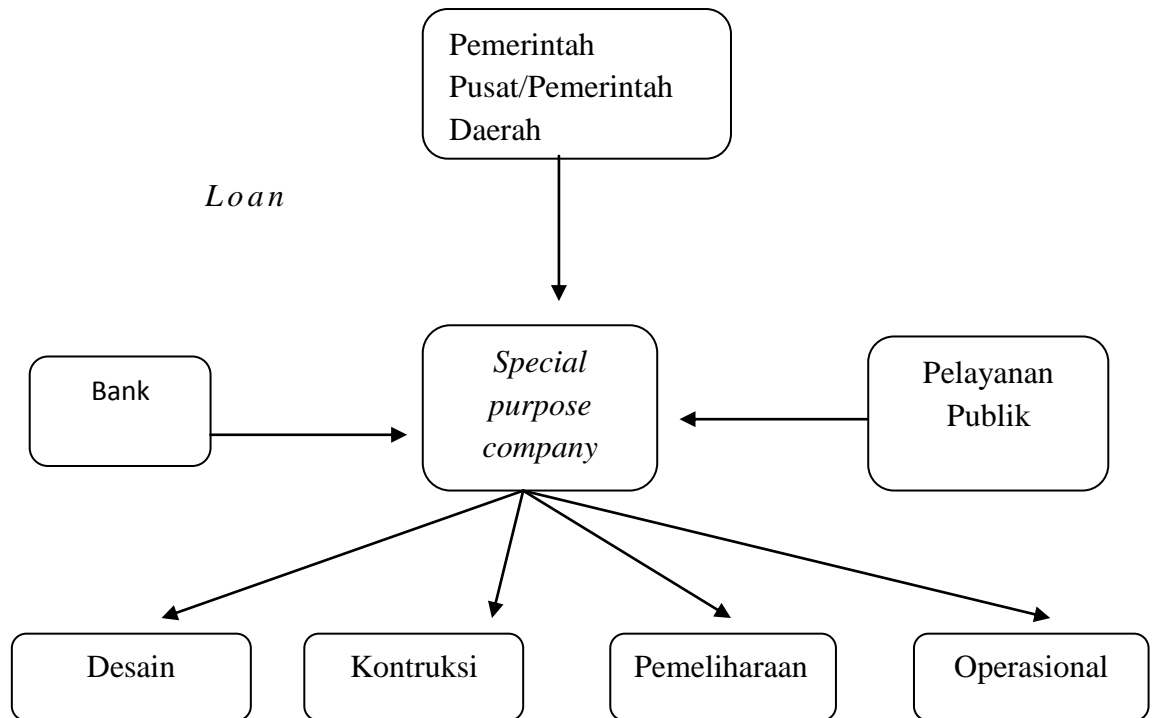 Pemerintah
Pusat/Pemerintah
Daerah
Loan
Bank
Special
purpose
company
Pelayanan
Publik
Desain
Kontruksi
Pemeliharaan
Operasional